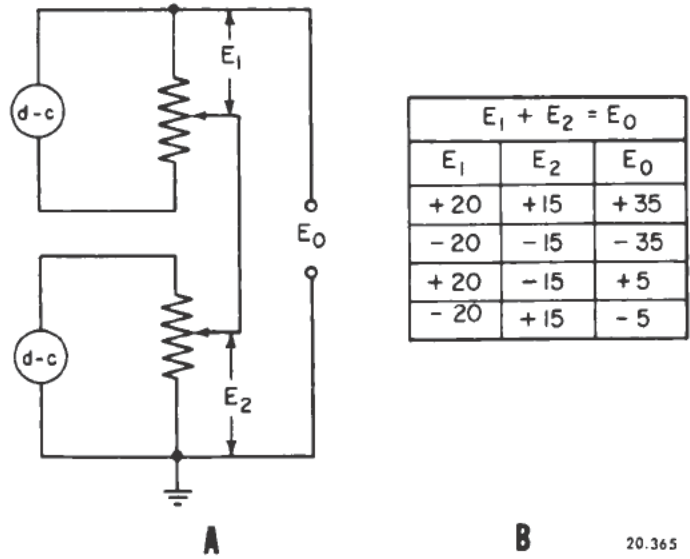 d-c
E₁
E₀
d-c
E₂
A
E₁ + E₂ = E₀
E₁ E₂ E₀
+20 +15 +35
-20 -15 -35
+20 -15 +5
-20 +15 -5
B
20.365